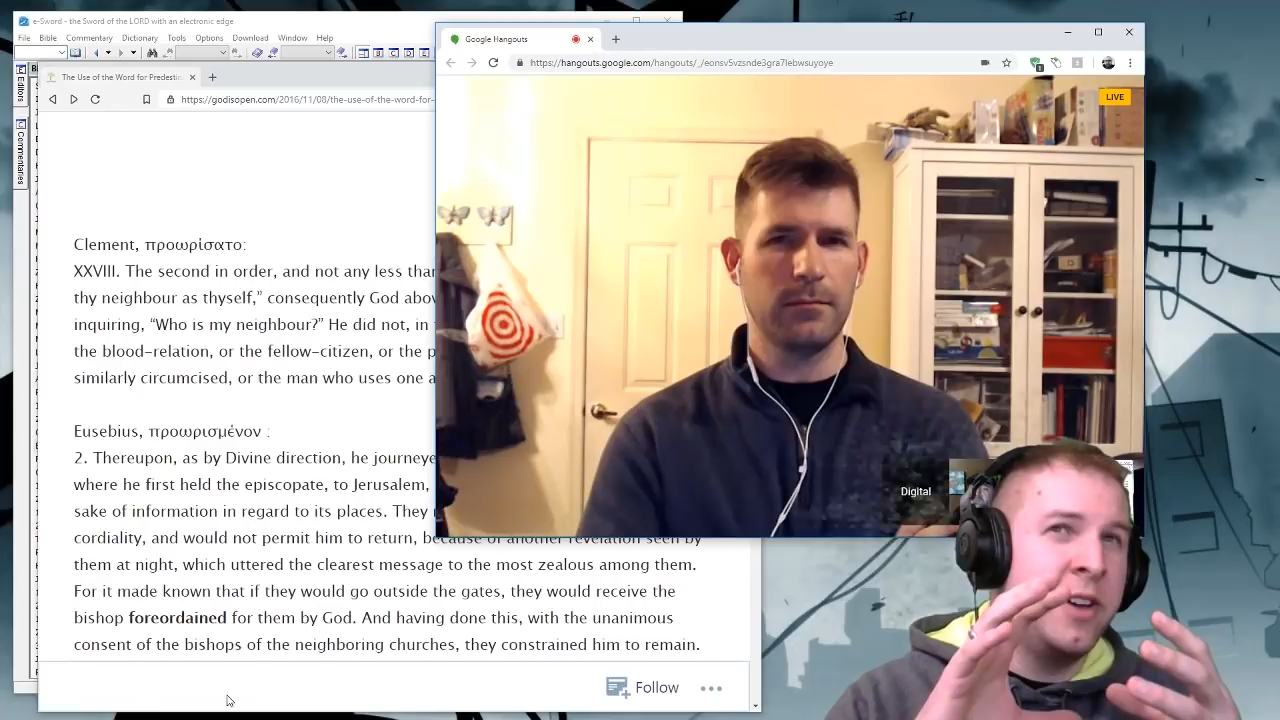 e-Sword - the Sword of the LORD with an electronic edge
File Bible Commentary Dictionary Tools Options Download Window Help
Editors
Commentaries
The Use of the Word for Predestin
https://godisopen.com/2016/11/08/the-use-of-the-word-for-
Clement, προωρίσατο:
XXVIII. The second in order, and not any less than
thy neighbour as thyself,” consequently God abov
inquiring, “Who is my neighbour?” He did not, in
the blood-relation, or the fellow-citizen, or the p
similarly circumcised, or the man who uses one a
Eusebius, προωρισμένον :
2. Thereupon, as by Divine direction, he journeye
where he first held the episcopate, to Jerusalem,
sake of information in regard to its places. They
cordiality, and would not permit him to return, because of another revelation seen by
them at night, which uttered the clearest message to the most zealous among them.
For it made known that if they would go outside the gates, they would receive the
bishop foreordained for them by God. And having done this, with the unanimous
consent of the bishops of the neighboring churches, they constrained him to remain.
Follow
Google Hangouts
https://hangouts.google.com/hangouts/_/eonsv5vzsnde3gra7lebwsuyoye
LIVE
Digital